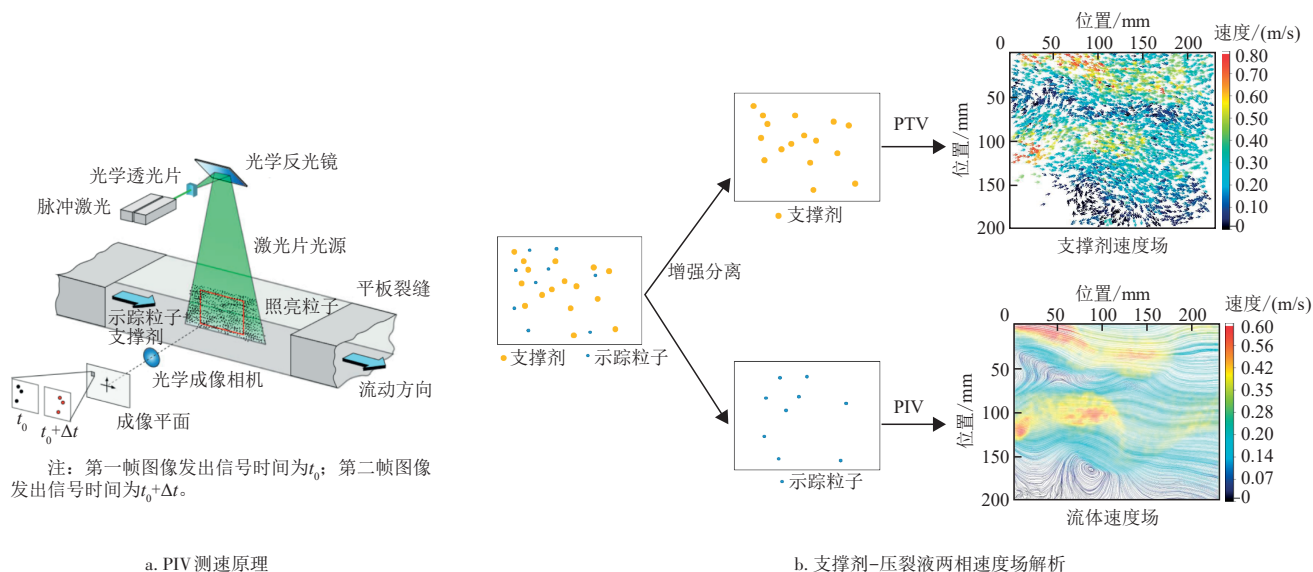 光学反光镜
光学透光片
脉冲激光
激光片光源
平板裂缝
照亮粒子
示踪粒子
支撑剂
光学成像相机
流动方向
成像平面
t₀
t₀+Δt
注：第一帧图像发出信号时间为t₀；第二帧图像
发出信号时间为t₀+Δt。
a. PIV测速原理
支撑剂 示踪粒子
增强分离
支撑剂
PTV
位置/mm
0 50 100 150 200
位置/mm
50
100
150
200
速度/(m/s)
0.80
0.70
0.60
0.50
0.40
0.30
0.20
0.10
0
支撑剂速度场
示踪粒子
PIV
位置/mm
0 50 100 150 200
位置/mm
50
100
150
200
速度/(m/s)
0.60
0.56
0.49
0.42
0.35
0.28
0.20
0.14
0.07
0
流体速度场
b. 支撑剂-压裂液两相速度场解析